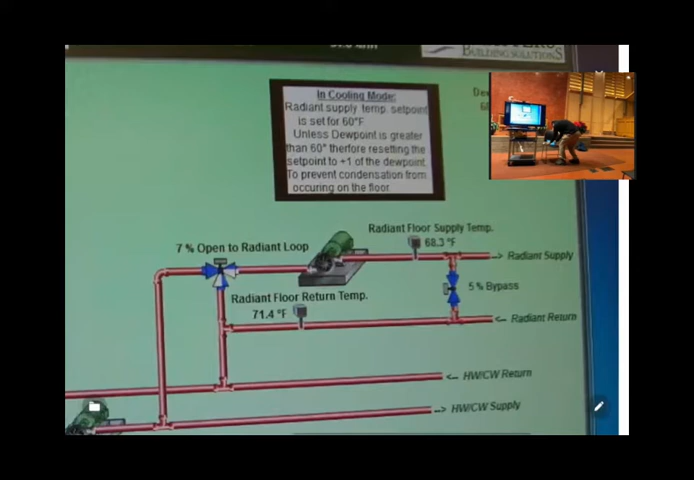 BUILDING SOLUTIONS
In Cooling Mode:
Radiant supply temp. setpoint
is set for 60°F
Unless Dewpoint is greater
than 60° therfore resetting the
setpoint to +1 of the dewpoint.
To prevent condensation from
occuring on the floor.
Radiant Floor Supply Temp.
68.3 °F
7 % Open to Radiant Loop
--> Radiant Supply
5 % Bypass
Radiant Floor Return Temp.
71.4 °F
<-- Radiant Return
<-- HW/CW Return
--> HW/CW Supply